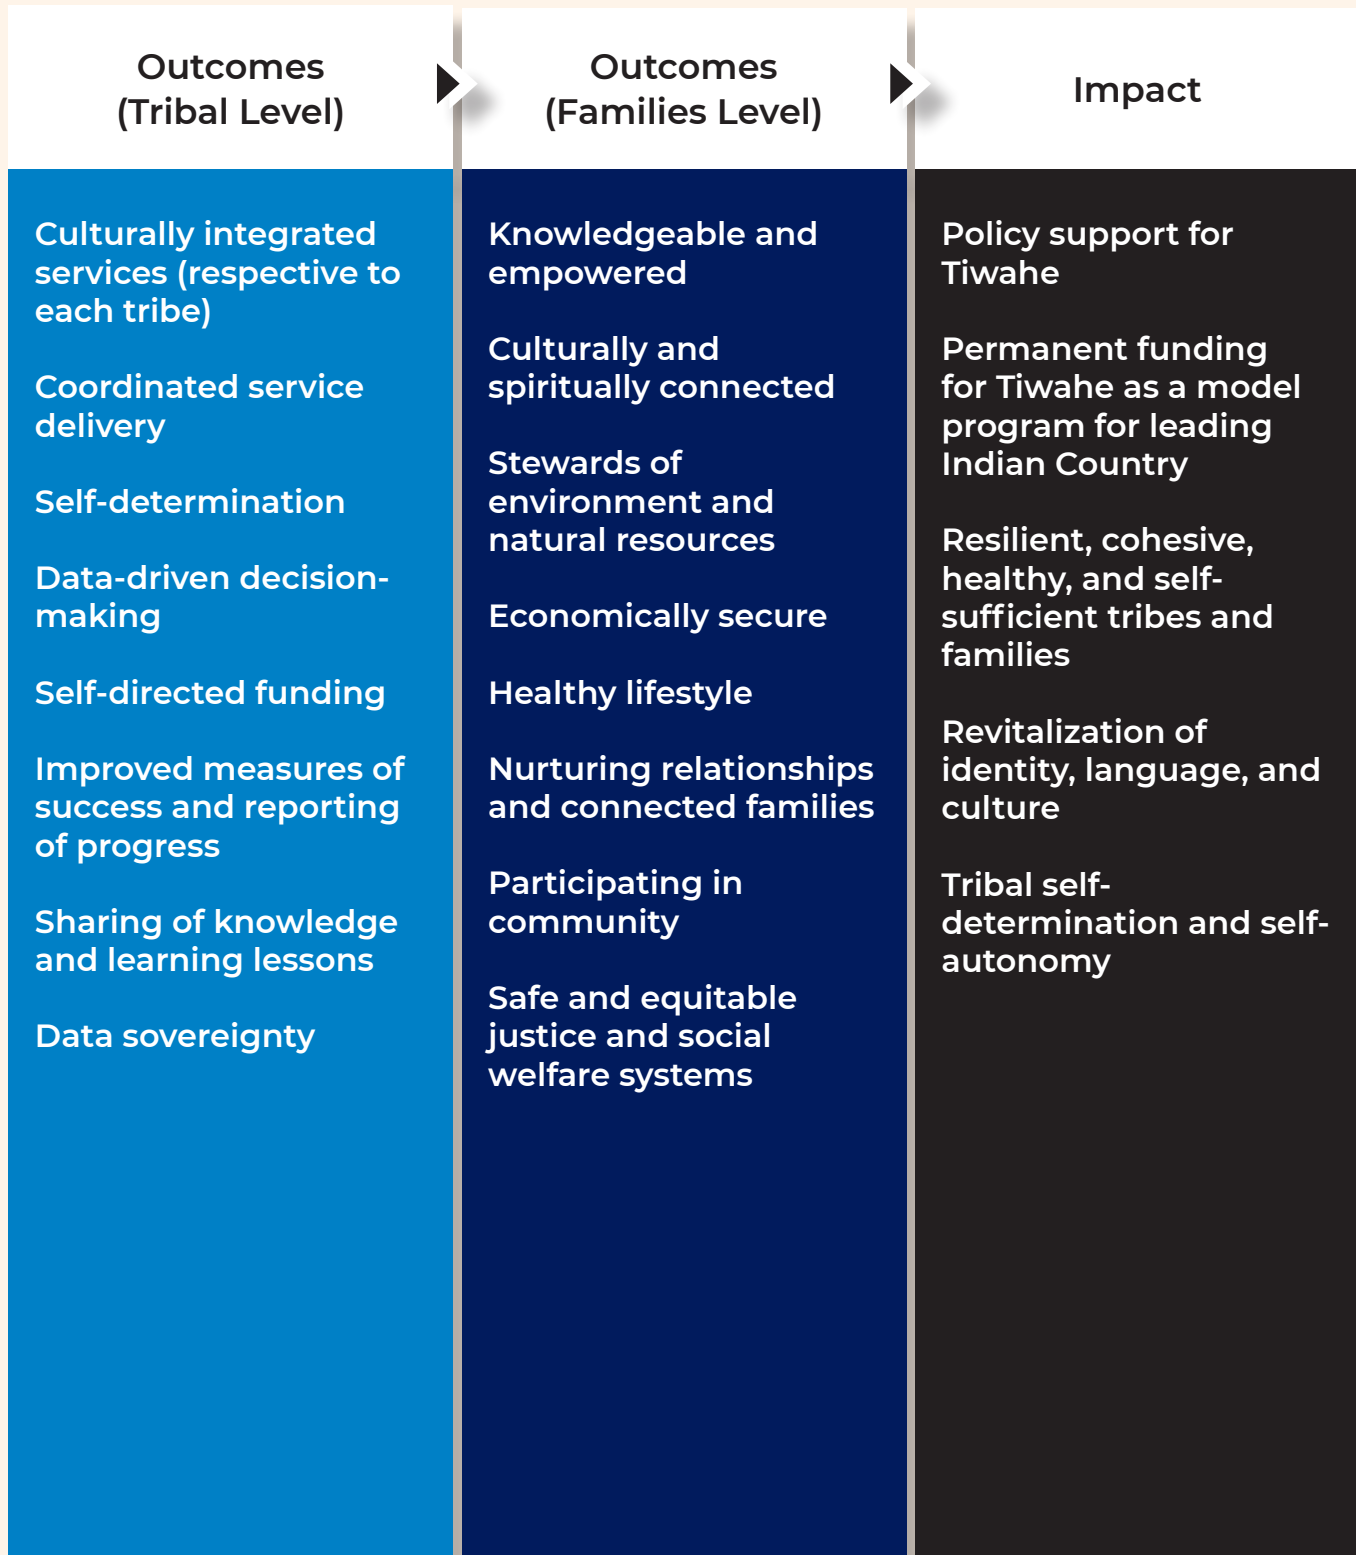 Outcomes
(Tribal Level)
Culturally integrated
services (respective to
each tribe)
Coordinated service
delivery
Self-determination
Data-driven decision-
making
Self-directed funding
Improved measures of
success and reporting
of progress
Sharing of knowledge
and learning lessons
Data sovereignty
Outcomes
(Families Level)
Knowledgeable and
empowered
Culturally and
spiritually connected
Stewards of
environment and
natural resources
Economically secure
Healthy lifestyle
Nurturing relationships
and connected families
Participating in
community
Safe and equitable
justice and social
welfare systems
Impact
Policy support for
Tiwahe
Permanent funding
for Tiwahe as a model
program for leading
Indian Country
Resilient, cohesive,
healthy, and self-
sufficient tribes and
families
Revitalization of
identity, language, and
culture
Tribal self-
determination and self-
autonomy